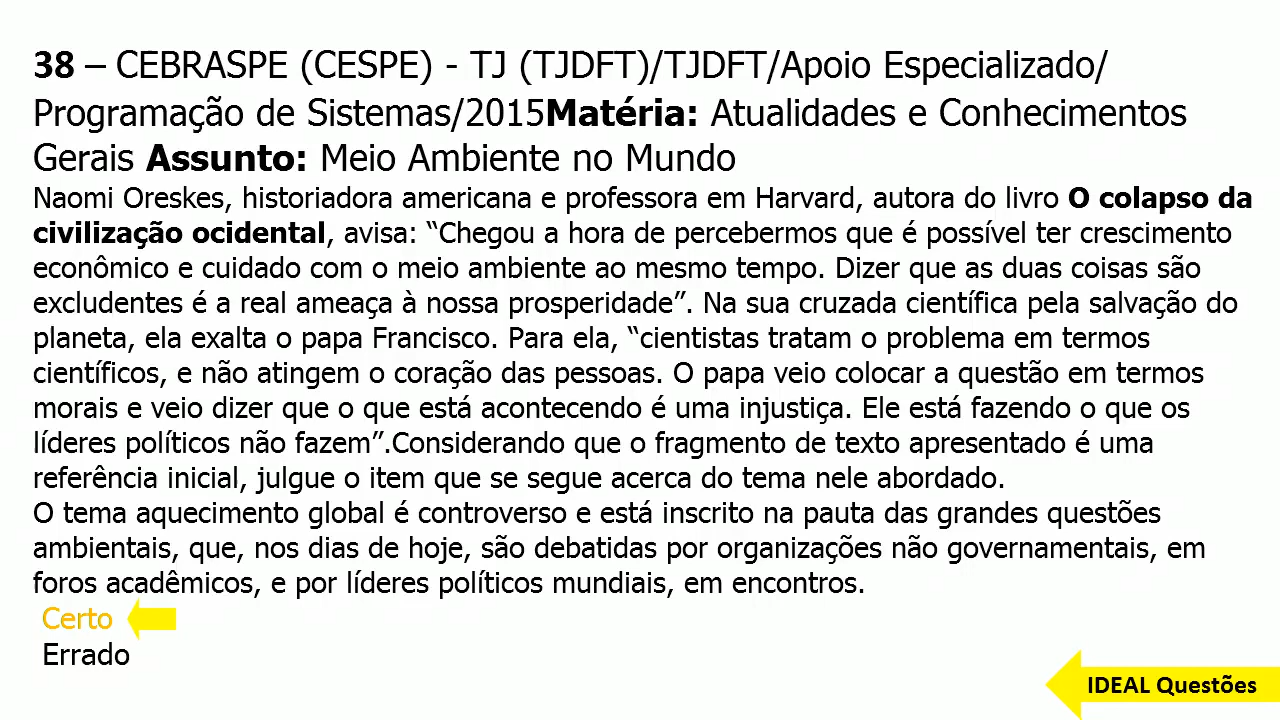 38 – CEBRASPE (CESPE) - TJ (TJDFT)/TJDFT/Apoio Especializado/
Programação de Sistemas/2015Matéria: Atualidades e Conhecimentos
Gerais Assunto: Meio Ambiente no Mundo
Naomi Oreskes, historiadora americana e professora em Harvard, autora do livro O colapso da
civilização ocidental, avisa: “Chegou a hora de percebermos que é possível ter crescimento
econômico e cuidado com o meio ambiente ao mesmo tempo. Dizer que as duas coisas são
excludentes é a real ameaça à nossa prosperidade”. Na sua cruzada científica pela salvação do
planeta, ela exalta o papa Francisco. Para ela, “cientistas tratam o problema em termos
científicos, e não atingem o coração das pessoas. O papa veio colocar a questão em termos
morais e veio dizer que o que está acontecendo é uma injustiça. Ele está fazendo o que os
líderes políticos não fazem”.Considerando que o fragmento de texto apresentado é uma
referência inicial, julgue o item que se segue acerca do tema nele abordado.
O tema aquecimento global é controverso e está inscrito na pauta das grandes questões
ambientais, que, nos dias de hoje, são debatidas por organizações não governamentais, em
foros acadêmicos, e por líderes políticos mundiais, em encontros.
Certo
Errado
IDEAL Questões